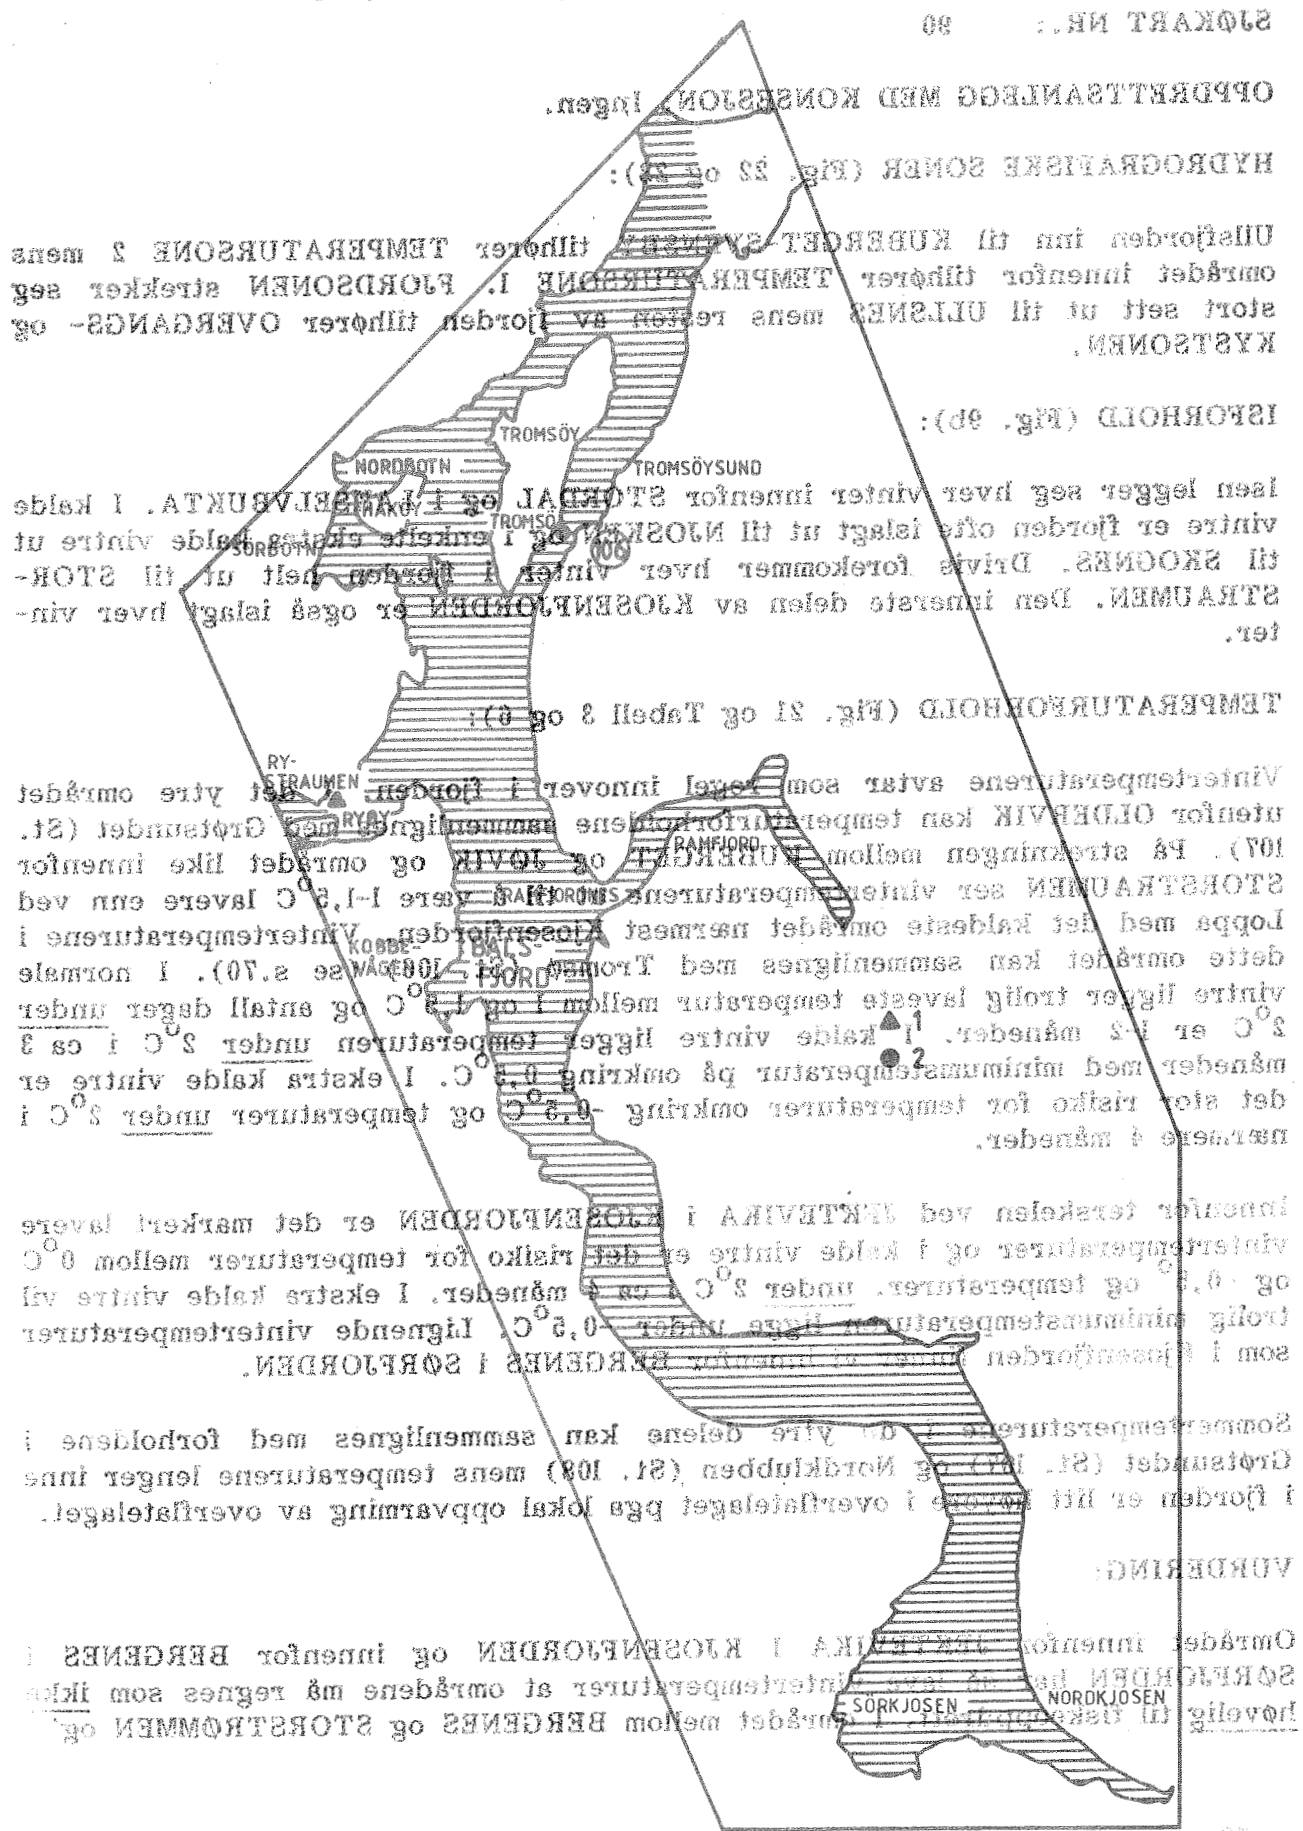 SJØKART NR.: 90
OPPDRETTSANLEGG MED KONSESJON: Ingen.
HYDROGRAFISKE SONER (Fig. 22 og 23):
Ullsfjorden inn til KUBERGET-SVENSBY tilhører TEMPERATURSONE 2 mens
området innenfor tilhører TEMPERATURSONE 1. FJORDSONEN strekker seg
stort sett ut til ULLSNES mens resten av fjorden tilhører OVERGANGS- og
KYSTSONEN.
ISFORHOLD (Fig. 9b):
TROMSÖY
NORDBOTN
TROMSÖYSUND
Isen legger seg hver vinter innenfor STORDAL og i LAKSELVBUKTA. I kalde
HÅKÖY
TROMSÖ
vintre er fjorden ofte islagt ut til NJOSKEN og i enkelte ekstra kalde vintre ut
SÖRBOTN
til SKOGNES. Drivis forekommer hver vinter i fjorden helt ut til STOR-
STRAUMEN. Den innerste delen av KJOSENFJORDEN er også islagt hver vin-
ter.
TEMPERATURFORHOLD (Fig. 21 og Tabell 3 og 6):
RY-
STRAUMEN
Vintertemperaturene avtar som regel innover i fjorden. I det ytre området
RYBY
utenfor OLDERVIK kan temperaturforholdene sammenlignes med Grøtsundet (St.
RAMFJORD
107). På strekningen mellom KUBERGET og JØVIK og området like innenfor
RAMFJORDNES
STORSTRAUMEN ser vintertemperaturene ut til å være 1-1,5°C lavere enn ved
Loppa med det kaldeste området nærmest Kjosenfjorden. Vintertemperaturene i
KOBBE-
VÅGEN
BALS-
FJORD
dette området kan sammenlignes med Tromsø (St. 106, se s.70). I normale
vintre ligger trolig laveste temperatur mellom 1 og 1,5°C og antall dager under
1
2°C er 1-2 måneder. I kalde vintre ligger temperaturen under 2°C i ca 3
2
måneder med minimumstemperatur på omkring 0,5°C. I ekstra kalde vintre er
det stor risiko for temperaturer omkring -0,5°C og temperaturer under 2°C i
nærmere 4 måneder.
Innenfor terskelen ved JEKTEVIKA i KJOSENFJORDEN er det markert lavere
vintertemperaturer og i kalde vintre er det risiko for temperaturer mellom 0°C
og -0,5° og temperaturer. under 2°C i ca 4 måneder. I ekstra kalde vintre vil
trolig minimumstemperaturen ligge under -0,5°C. Lignende vintertemperaturer
som i Kjosenfjorden finner vi innenfor BERGENES i SØRFJORDEN.
Sommertemperaturene i de ytre delene kan sammenlignes med forholdene i
Grøtsundet (St. 107) og Nordklubben (St. 108) mens temperaturene lenger inne
i fjorden er litt høyere i overflatelaget pga lokal oppvarming av overflatelaget.
VURDERING:
Området innenfor JEKTEVIKA I KJOSENFJORDEN og innenfor BERGENES i
SØRFJORDEN har så lave vintertemperaturer at områdene må regnes som ikke
SÖRKJOSEN
NORDKJOSEN
høvelig til fiskeoppdrett. I området mellom BERGENES og STORSTRØMMEN og